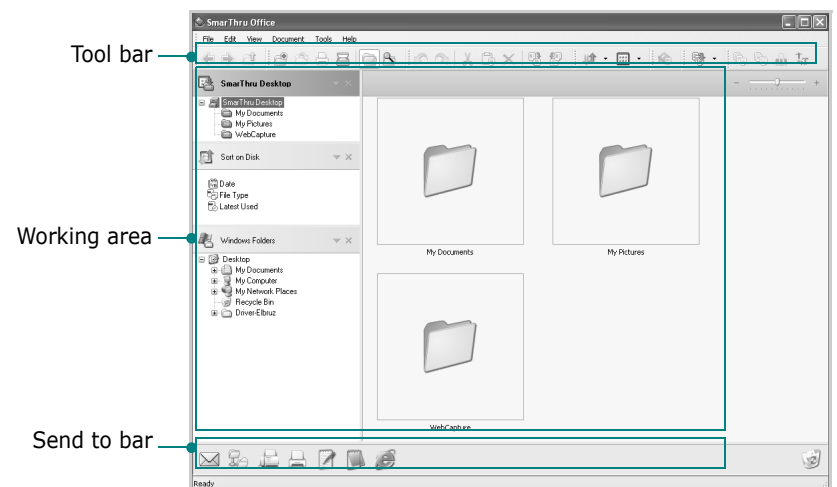 SmarThru Office
File Edit View Document Tools Help
Tool bar
SmarThru Desktop
SmarThru Desktop
My Documents
My Pictures
WebCapture
Sort on Disk
Date
File Type
Latest Used
Working area
Windows Folders
Desktop
My Documents
My Computer
My Network Places
Recycle Bin
Driver-Elbruz
My Documents
My Pictures
WebCapture
Send to bar
Ready